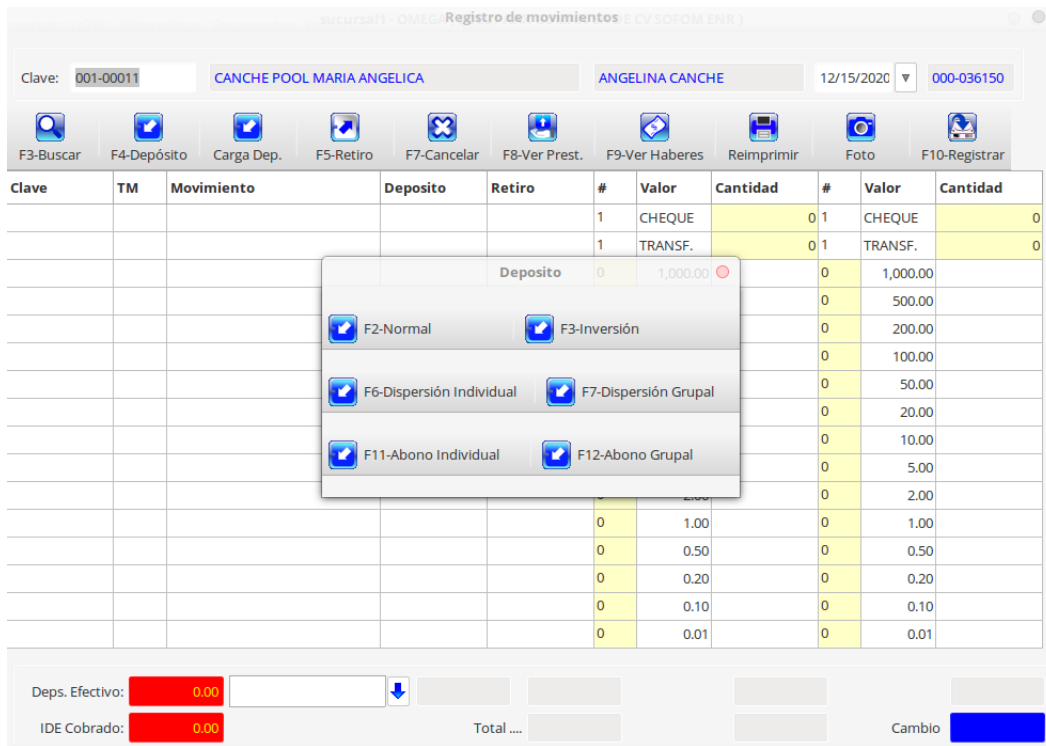 Registro de movimientos
Clave: 001-00011 CANCHE POOL MARIA ANGELICA ANGELINA CANCHE 12/15/2020 000-036150
F3-Buscar F4-Depósito Carga Dep. F5-Retiro F7-Cancelar F8-Ver Prest. F9-Ver Haberes Reimprimir Foto F10-Registrar
Clave TM Movimiento Deposito Retiro # Valor Cantidad # Valor Cantidad
1 CHEQUE 0 1 CHEQUE 0
1 TRANSF. 0 1 TRANSF. 0
Deposito 0 1,000.00 0 1,000.00
0 500.00
F2-Normal F3-Inversión 0 200.00
0 100.00
F6-Dispersión Individual F7-Dispersión Grupal 0 50.00
0 20.00
0 10.00
F11-Abono Individual F12-Abono Grupal 0 5.00
2.00 0 2.00
0 1.00 0 1.00
0 0.50 0 0.50
0 0.20 0 0.20
0 0.10 0 0.10
0 0.01 0 0.01
Deps. Efectivo: 0.00
IDE Cobrado: 0.00 Total .... Cambio